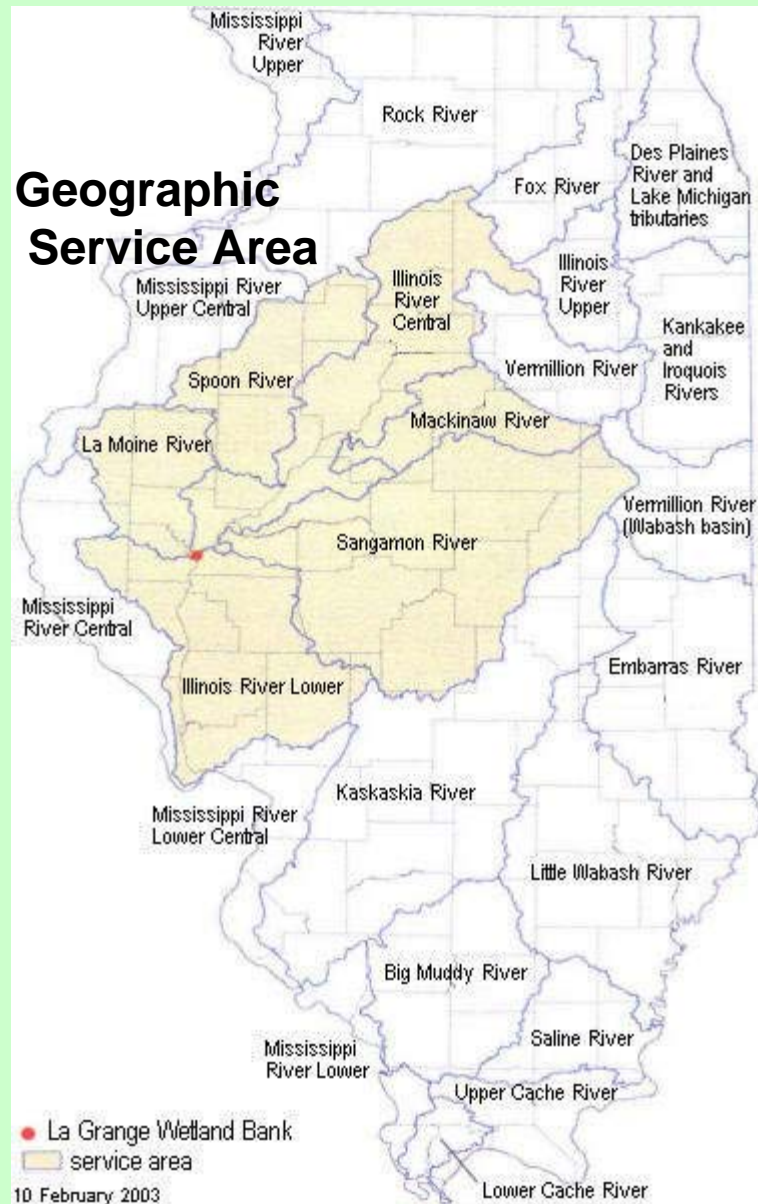 Mississippi
River
Upper
Rock River
Des Plaines
River and
Lake Michigan
tributaries
Fox River
Geographic
Service Area
Mississippi River
Upper Central
Illinois
River
Central
Illinois
River
Upper
Kankakee
and
Iroquois
Rivers
Vermillion River
Spoon River
Mackinaw River
La Moine River
Vermillion River
(Wabash basin)
Sangamon River
Mississippi
River Central
Embarras River
Illinois River Lower
Kaskaskia River
Mississippi River
Lower Central
Little Wabash River
Big Muddy River
Saline River
Mississippi
River Lower
Upper Cache River
La Grange Wetland Bank
service area
Lower Cache River
10 February 2003